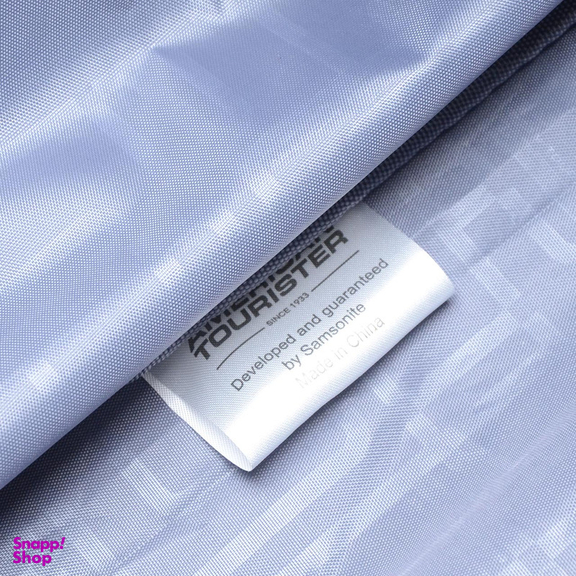 AMERICAN
TOURISTER
SINCE 1933
Developed and guaranteed
by Samsonite
Made in China
Snapp!
Shop